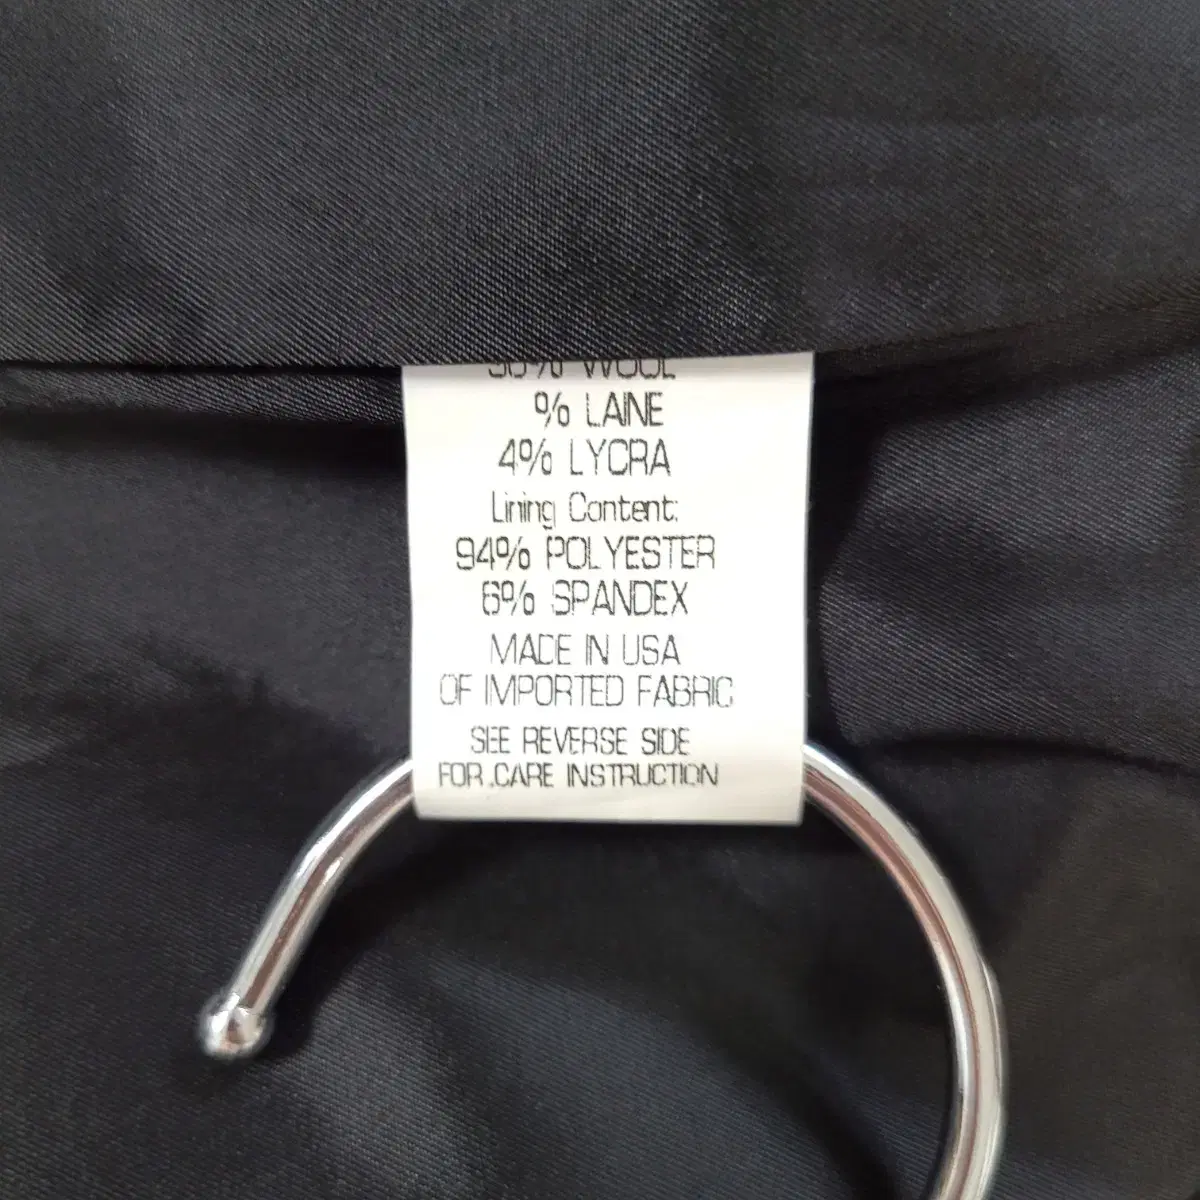 WOOL
% LAINE
4% LYCRA
Lining Content:
94% POLYESTER
6% SPANDEX
MADE IN USA
OF IMPORTED FABRIC
SEE REVERSE SIDE
FOR .CARE INSTRUCTION